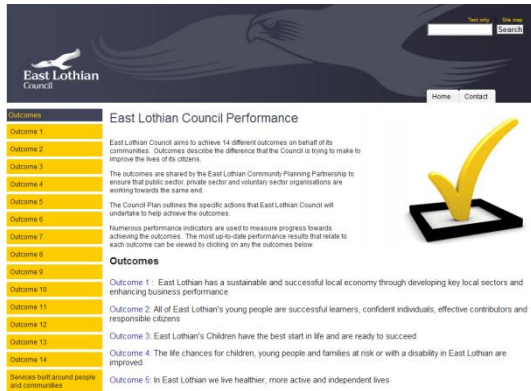 Text only Site map
Search
East Lothian
Council
Home Contact
Outcomes
Outcome 1
Outcome 2
Outcome 3
Outcome 4
Outcome 5
Outcome 6
Outcome 7
Outcome 8
Outcome 9
Outcome 10
Outcome 11
Outcome 12
Outcome 13
Outcome 14
Services built around people
and communities
East Lothian Council Performance
East Lothian Council aims to achieve 14 different outcomes on behalf of its
communities. Outcomes describe the difference that the Council is trying to make to
improve the lives of its citizens.
The outcomes are shared by the East Lothian Community Planning Partnership to
ensure that public sector, private sector and voluntary sector organisations are
working towards the same end.
The Council Plan outlines the specific actions that East Lothian Council will
undertake to help achieve the outcomes.
Numerous performance indicators are used to measure progress towards
achieving the outcomes. The most up-to-date performance results that relate to
each outcome can be viewed by clicking on any the outcomes below.
Outcomes
Outcome 1 : East Lothian has a sustainable and successful local economy through developing key local sectors and
enhancing business performance
Outcome 2: All of East Lothian's young people are successful learners, confident individuals, effective contributors and
responsible citizens
Outcome 3: East Lothian's Children have the best start in life and are ready to succeed
Outcome 4: The life chances for children, young people and families at risk or with a disability in East Lothian are
improved
Outcome 5: In East Lothian we live healthier, more active and independent lives